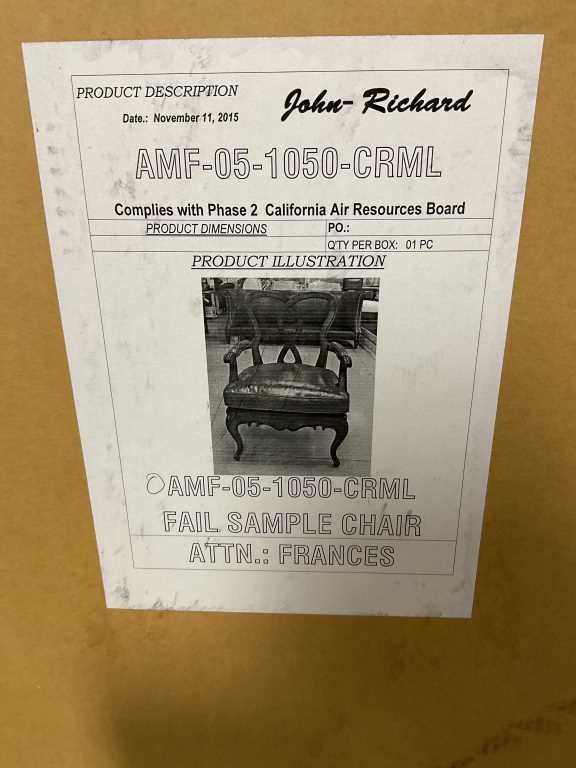 PRODUCT DESCRIPTION
John-Richard
Date.: November 11, 2015
AMF-05-1050-CRML
Complies with Phase 2 California Air Resources Board
PRODUCT DIMENSIONS
PO.:
Q'TY PER BOX: 01 PC
PRODUCT ILLUSTRATION
AMF-05-1050-CRML
FAIL SAMPLE CHAIR
ATTN.: FRANCES